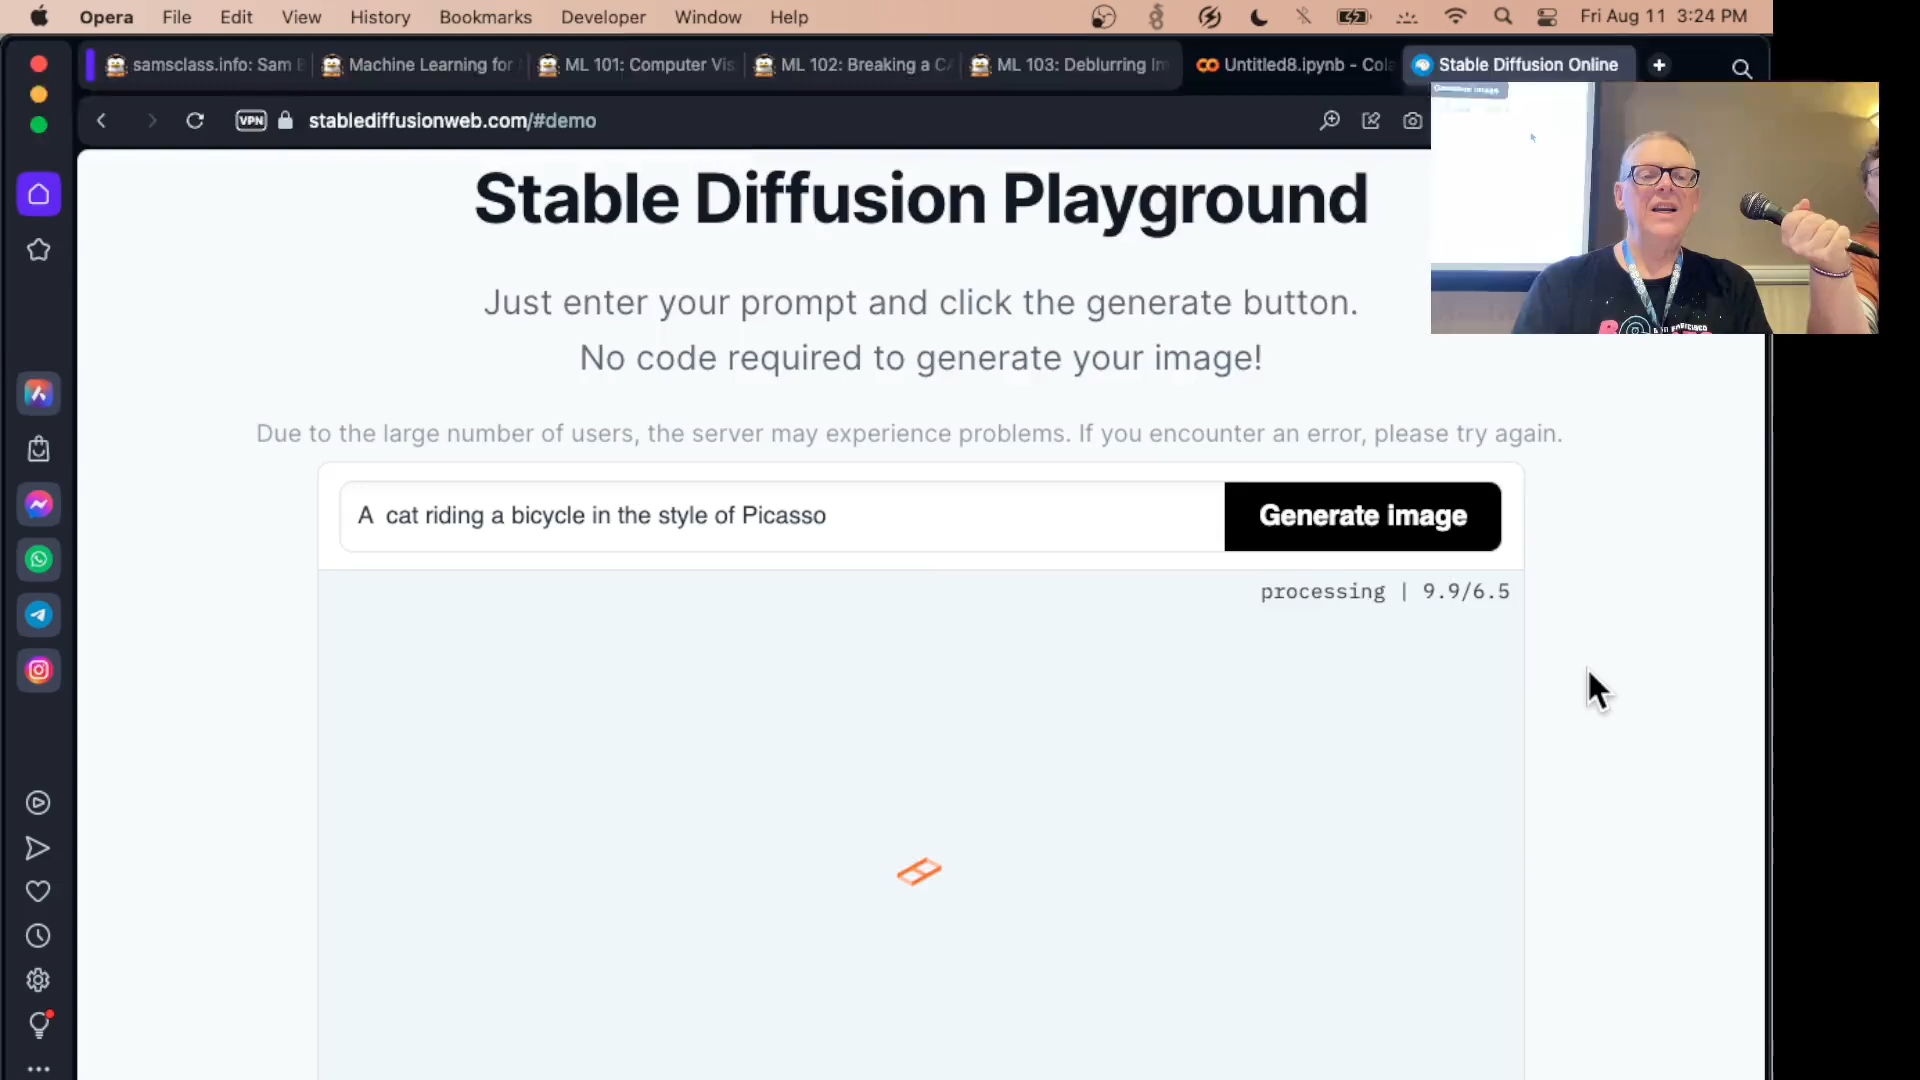 Opera File Edit View History Bookmarks Developer Window Help Fri Aug 11 3:24 PM
samsclass.info: Sam Machine Learning for ML 101: Computer Vis ML 102: Breaking a ML 103: Deblurring Untitled8.ipynb - Stable Diffusion Online
VPN stablediffusionweb.com/#demo
Generate image
Stable Diffusion Playground
Just enter your prompt and click the generate button.
No code required to generate your image!
Due to the large number of users, the server may experience problems. If you encounter an error, please try again.
A cat riding a bicycle in the style of Picasso Generate image
processing | 9.9/6.5